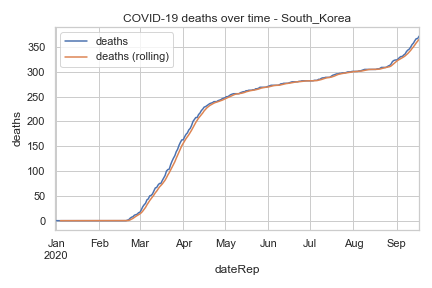 COVID-19 deaths over time - South_Korea
deaths
deaths (rolling)
deaths
350
300
250
200
150
100
50
0
Jan Feb Mar Apr May Jun Jul Aug Sep
2020
dateRep